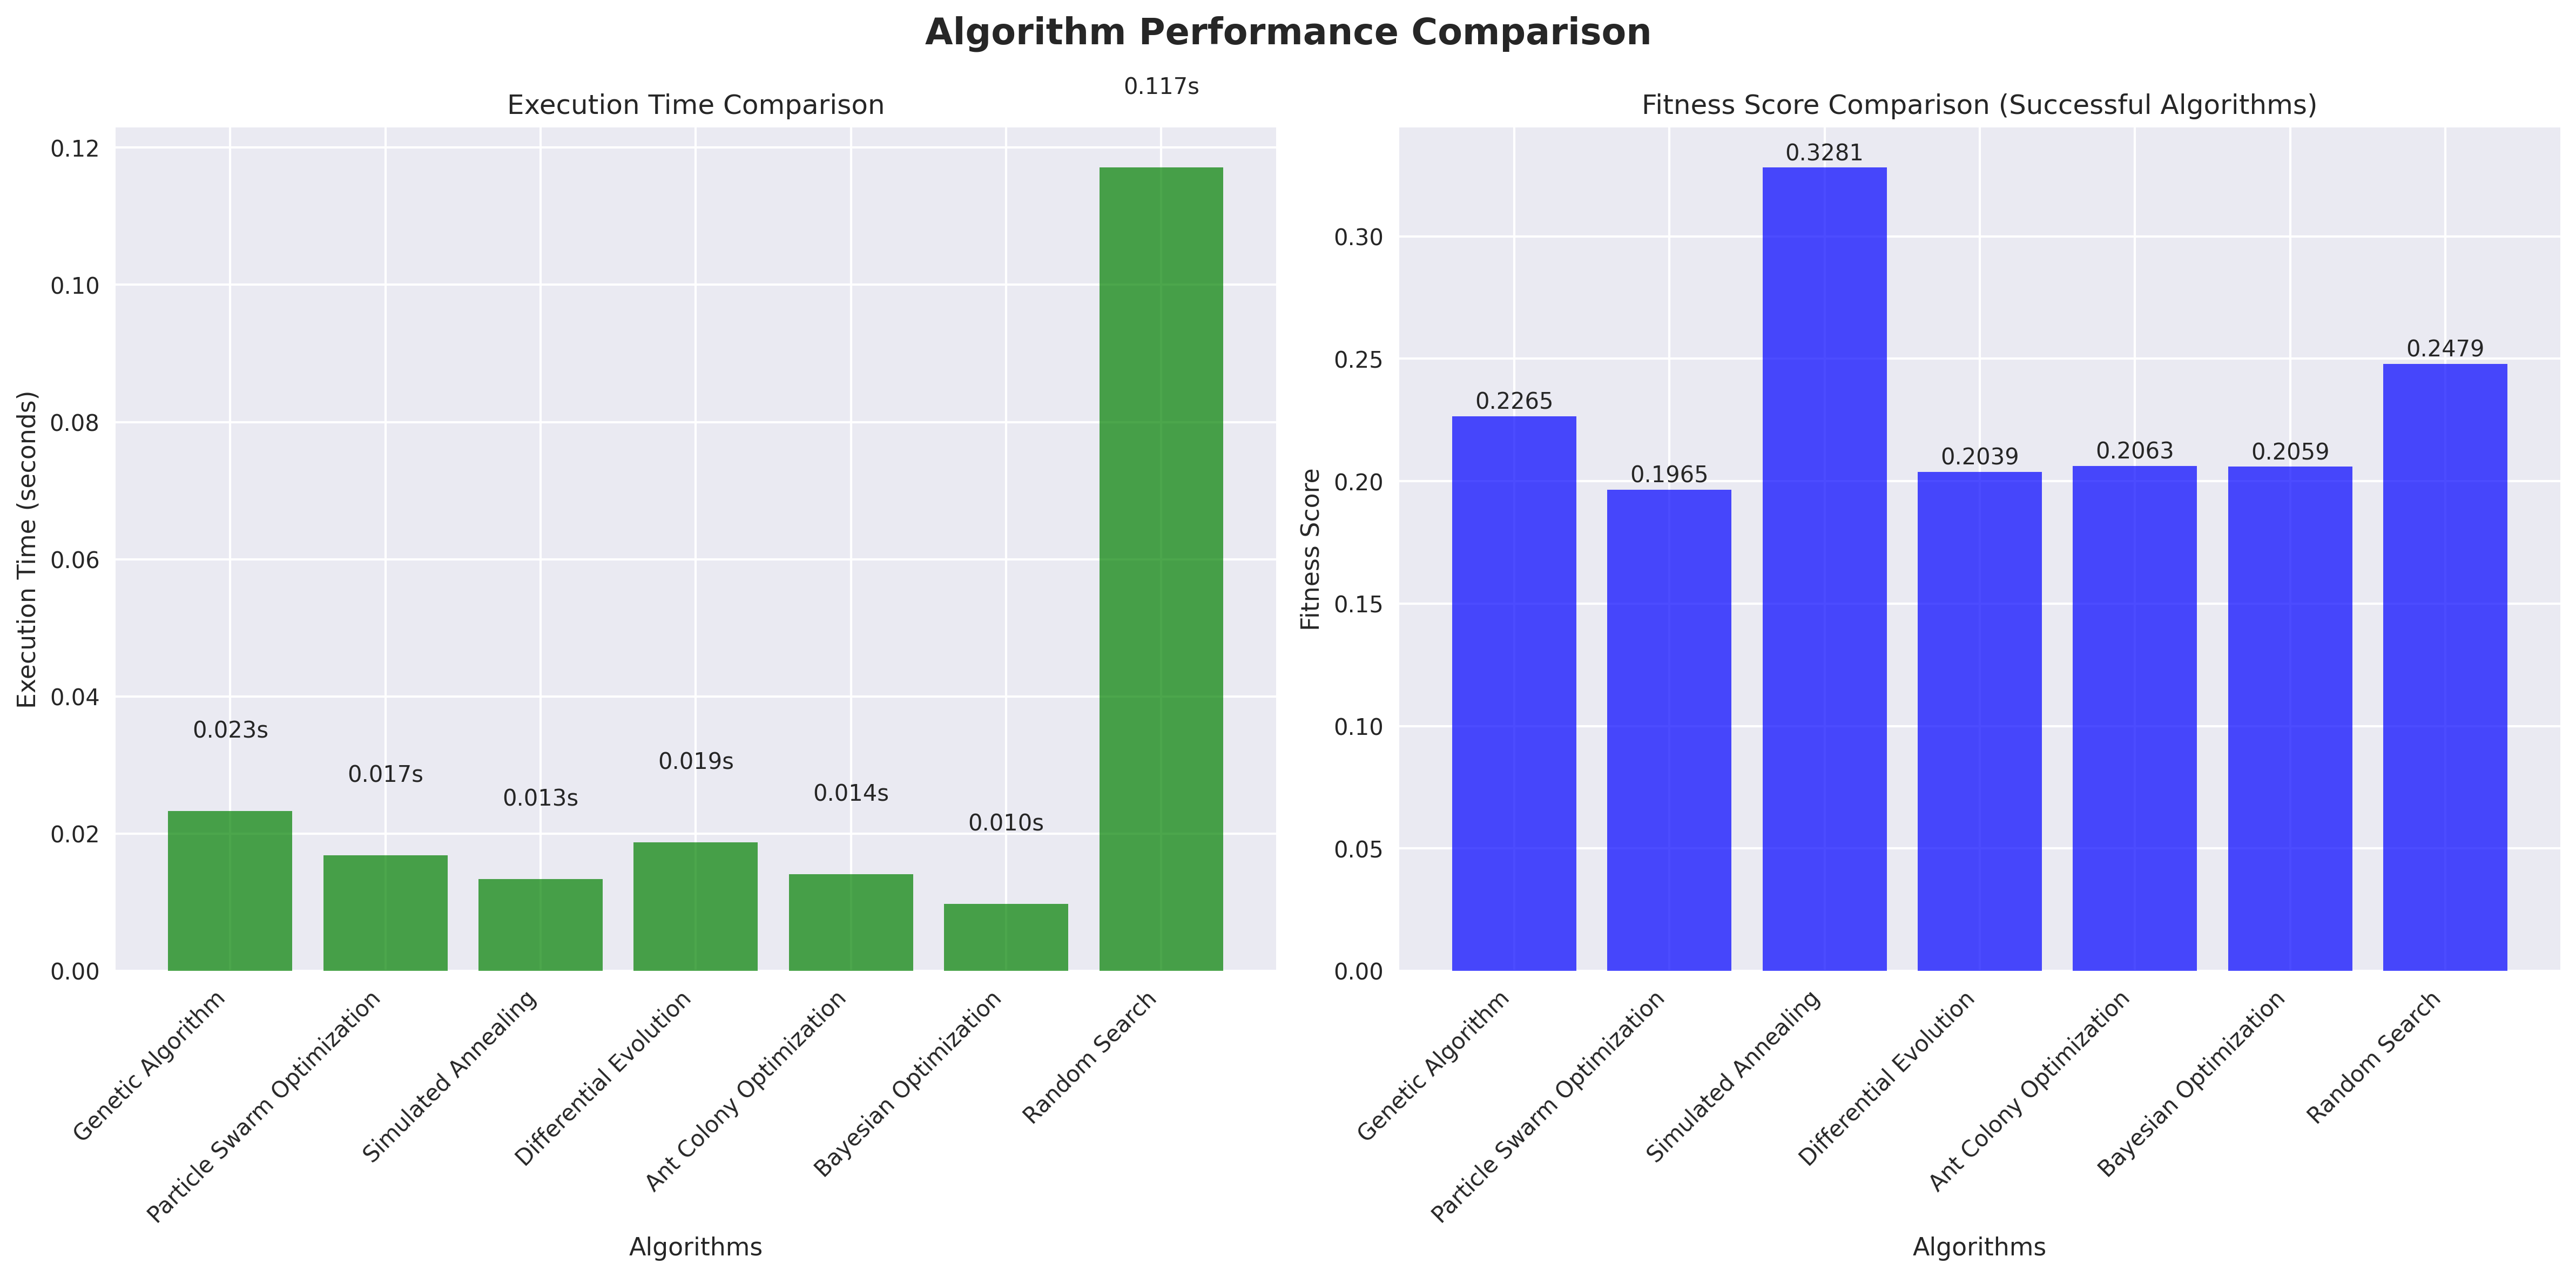 Algorithm Performance Comparison
Execution Time Comparison
0.117s
0.12
0.10
0.08
0.06
0.04
0.02
0.00
Execution Time (seconds)
0.023s
0.017s
0.013s
0.019s
0.014s
0.010s
Genetic Algorithm
Particle Swarm Optimization
Simulated Annealing
Differential Evolution
Ant Colony Optimization
Bayesian Optimization
Random Search
Algorithms
Fitness Score Comparison (Successful Algorithms)
0.30
0.25
0.20
0.15
0.10
0.05
0.00
Fitness Score
0.2265
0.1965
0.3281
0.2039
0.2063
0.2059
0.2479
Genetic Algorithm
Particle Swarm Optimization
Simulated Annealing
Differential Evolution
Ant Colony Optimization
Bayesian Optimization
Random Search
Algorithms